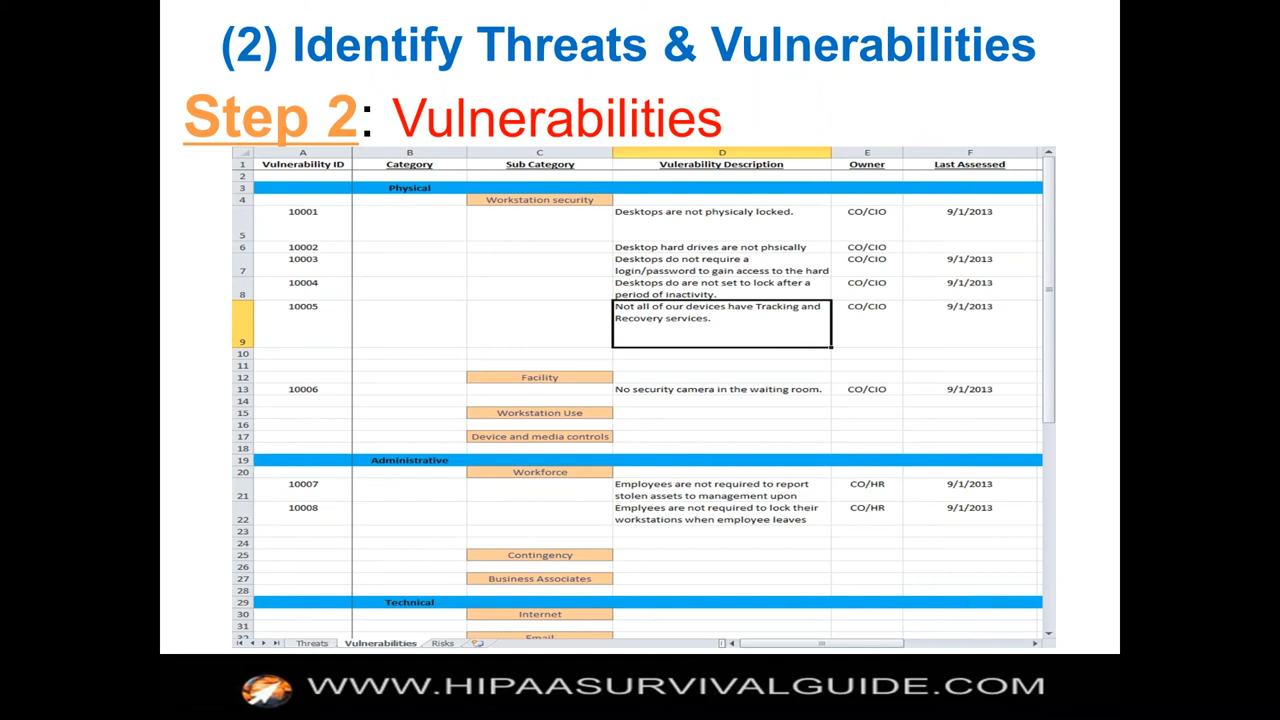 (2) Identify Threats & Vulnerabilities
Step 2: Vulnerabilities
A B C D E F
1 Vulnerability ID Category Sub Category Vulerability Description Owner Last Assessed
2
3 Physical
4 Workstation security
5 10001 Desktops are not physicaly locked. CO/CIO 9/1/2013
6 10002 Desktop hard drives are not phsically CO/CIO
7 10003 Desktops do not require a CO/CIO 9/1/2013
login/password to gain access to the hard
8 10004 Desktops do are not set to lock after a CO/CIO 9/1/2013
period of inactivity.
9 10005 Not all of our devices have Tracking and CO/CIO 9/1/2013
Recovery services.
10
11
12 Facility
13 10006 No security camera in the waiting room. CO/CIO 9/1/2013
14
15 Workstation Use
16
17 Device and media controls
18
19 Administrative
20 Workforce
21 10007 Employees are not required to report CO/HR 9/1/2013
stolen assets to management upon
22 10008 Emplyees are not required to lock their CO/HR 9/1/2013
workstations when employee leaves
23
24
25 Contingency
26
27 Business Associates
28
29 Technical
30 Internet
31
32 Email
Threats Vulnerabilities Risks
WWW.HIPAASURVIVALGUIDE.COM